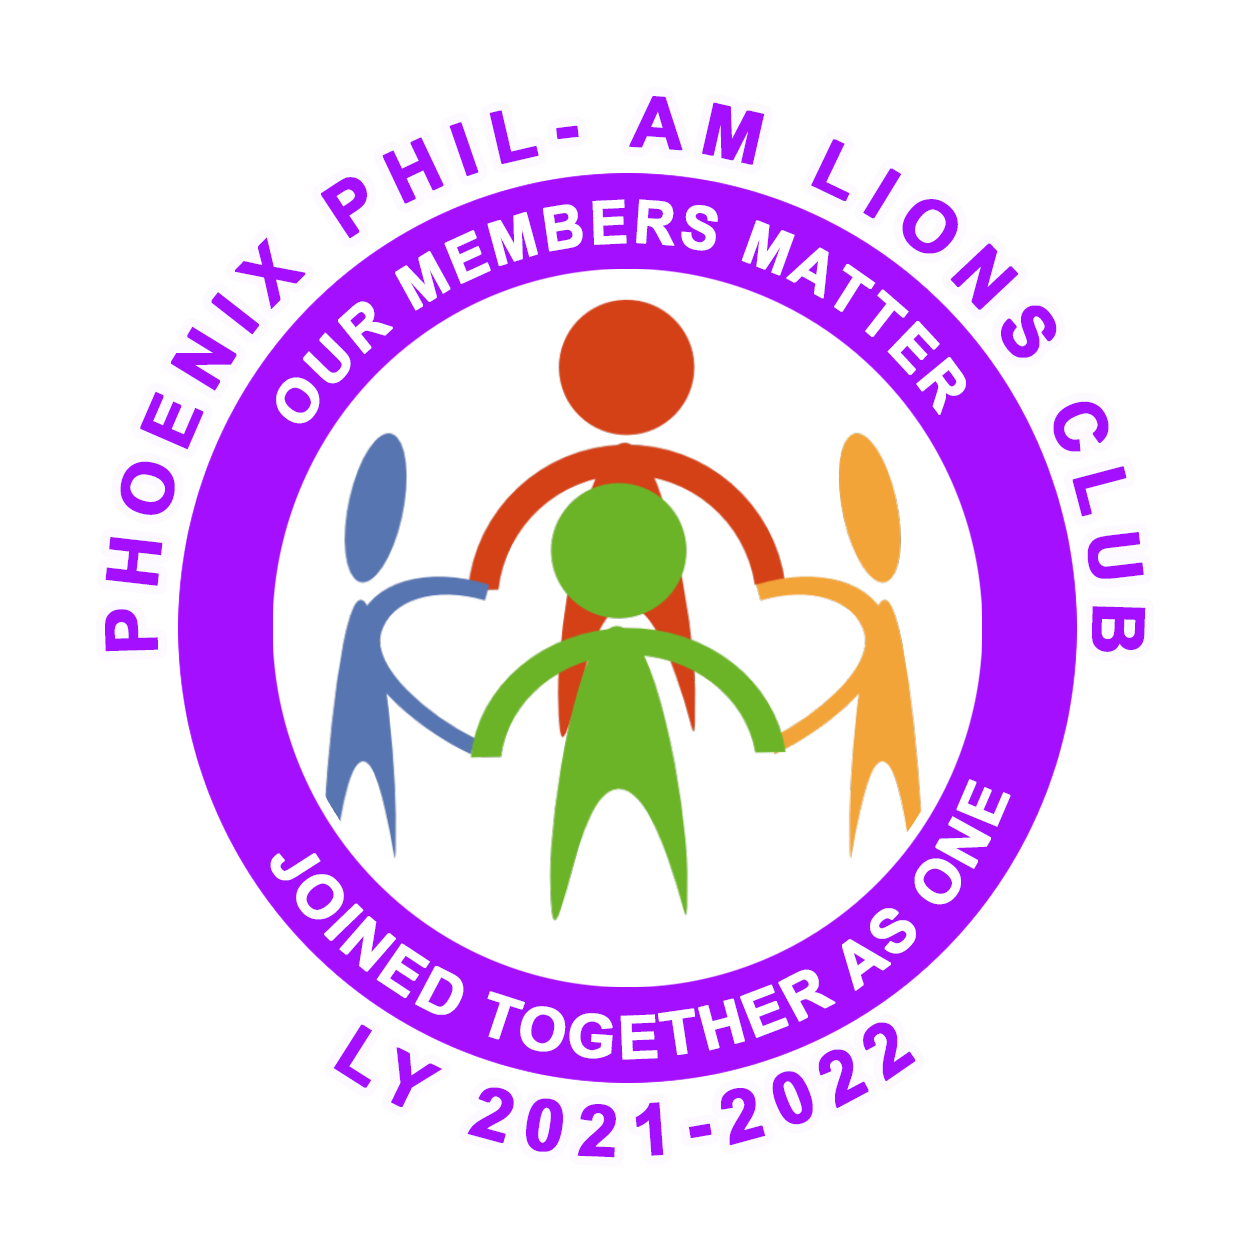 PHOENIX PHIL- AM LIONS CLUB
OUR MEMBERS MATTER
JOINED TOGETHER AS ONE
LY 2021-2022